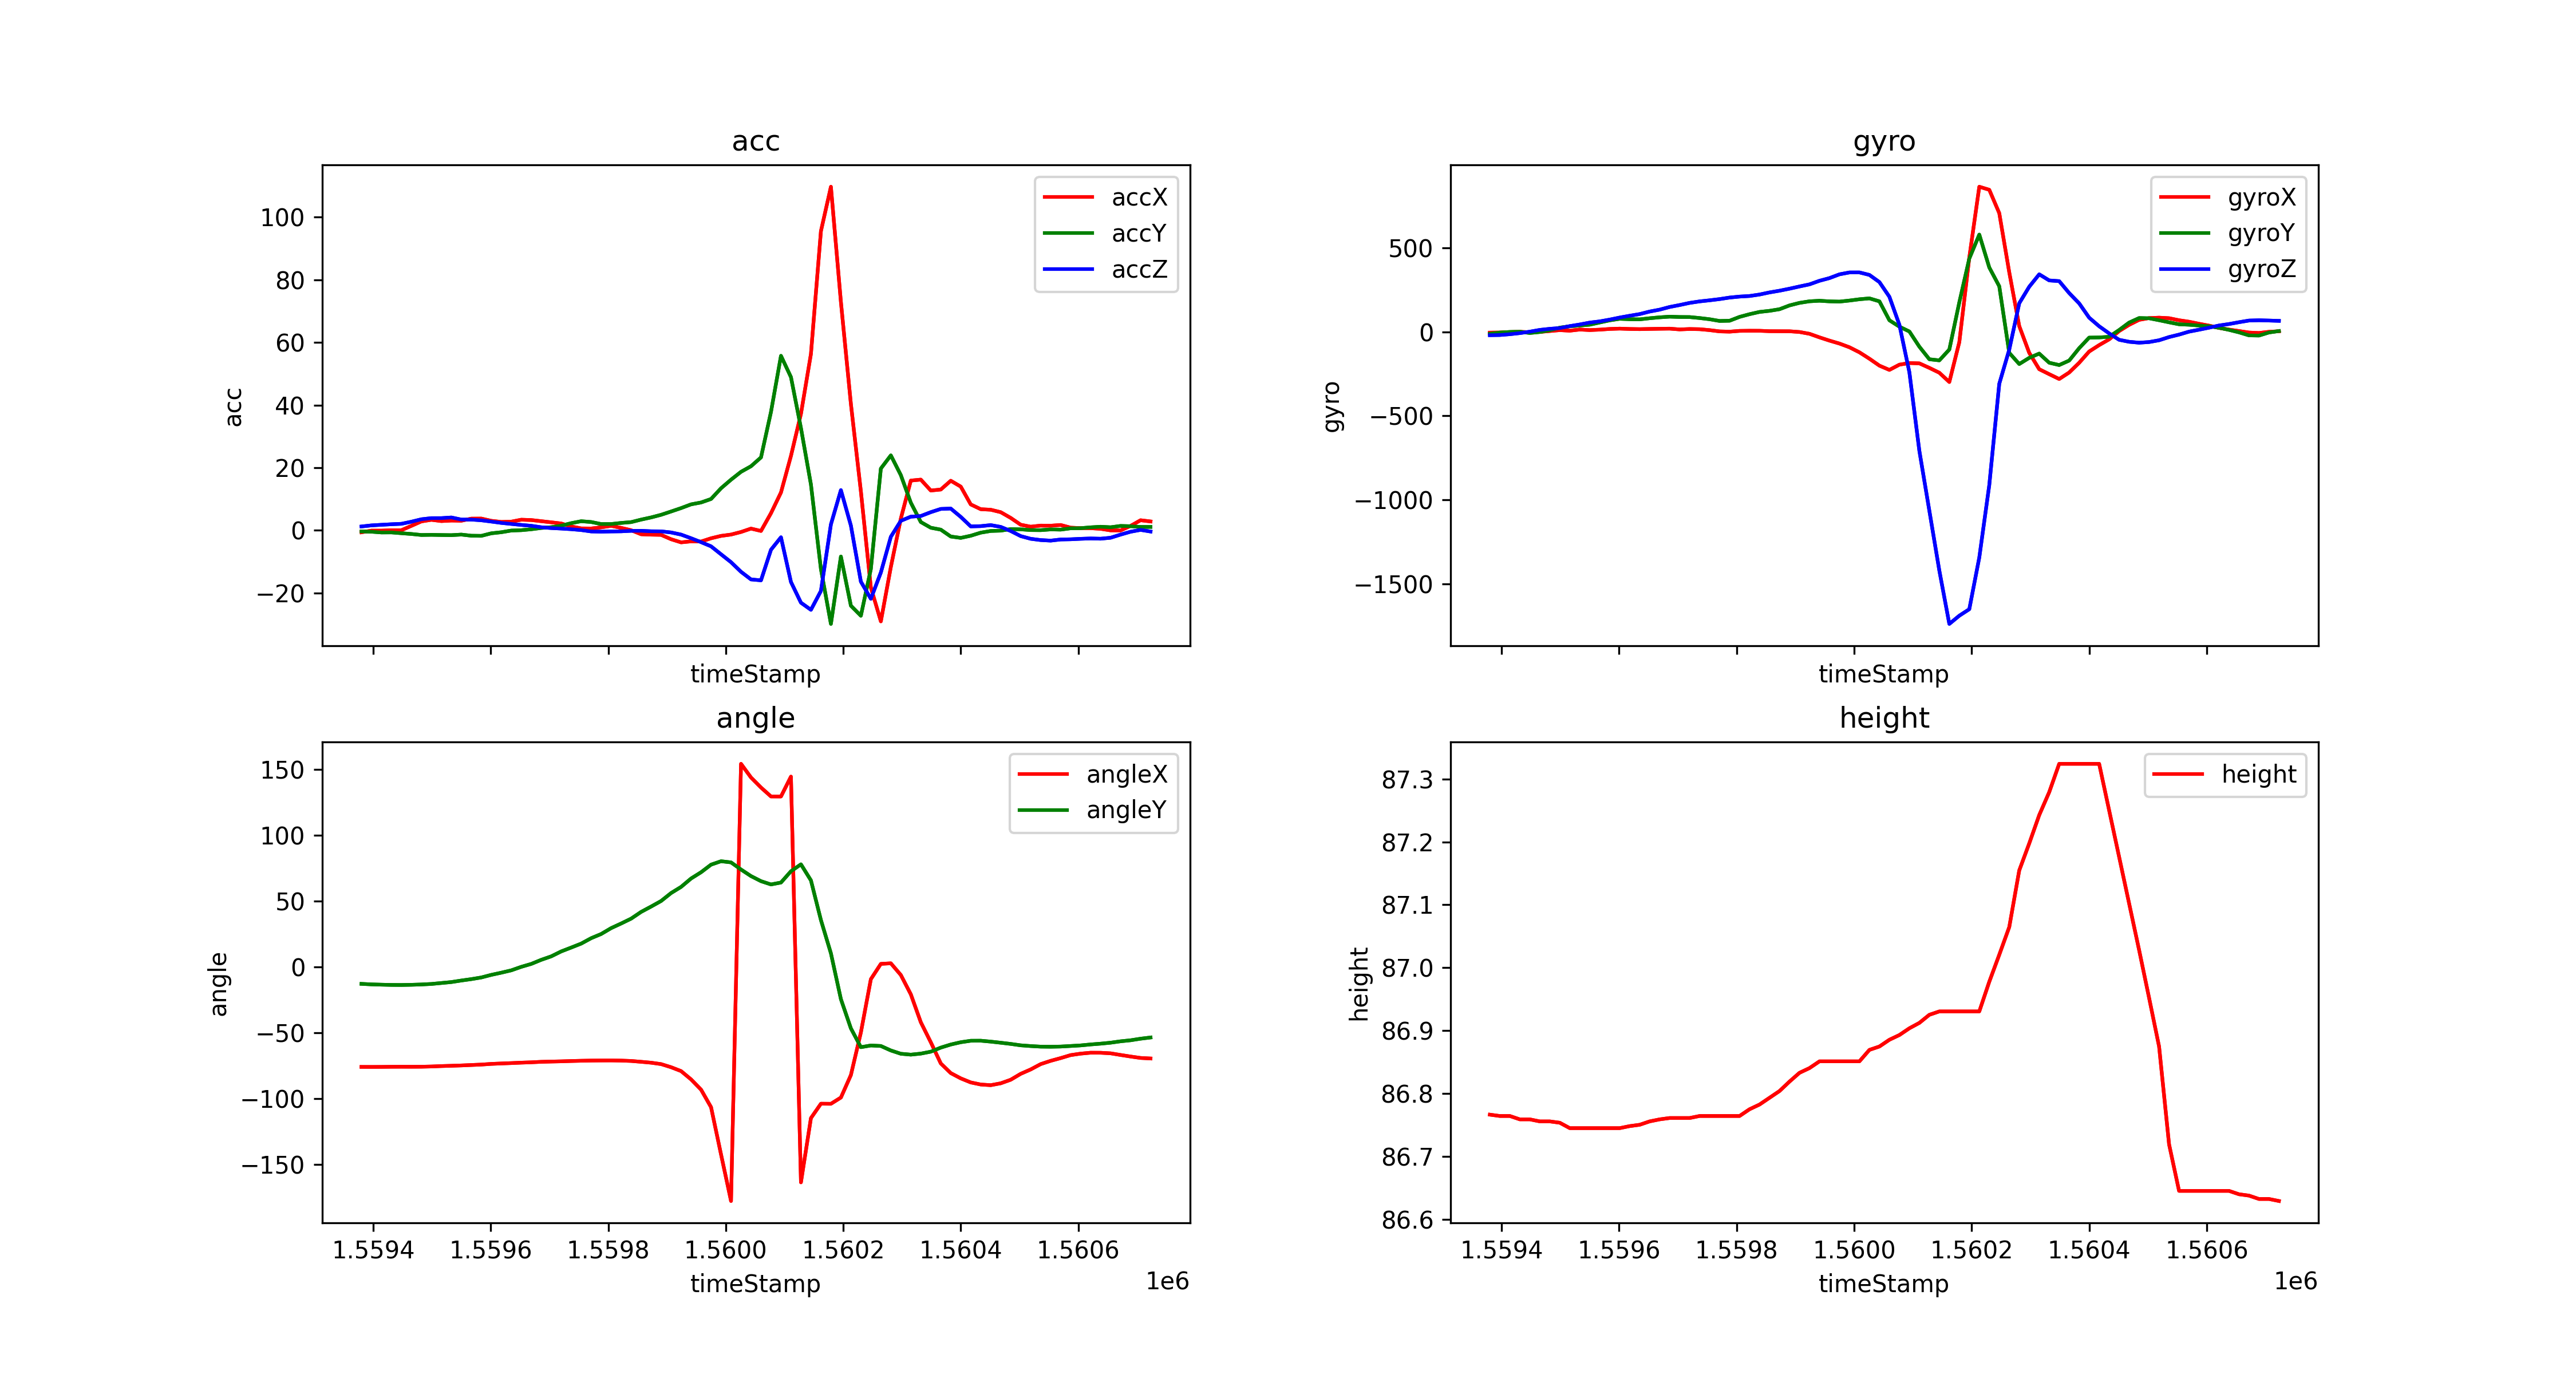 acc
accX
accY
accZ
100
80
60
40
20
0
−20
acc
timeStamp
gyro
gyroX
gyroY
gyroZ
500
0
−500
−1000
−1500
gyro
timeStamp
angle
angleX
angleY
150
100
50
0
−50
−100
−150
angle
1.5594 1.5596 1.5598 1.5600 1.5602 1.5604 1.5606
timeStamp
1e6
height
height
87.3
87.2
87.1
87.0
86.9
86.8
86.7
86.6
height
1.5594 1.5596 1.5598 1.5600 1.5602 1.5604 1.5606
timeStamp
1e6